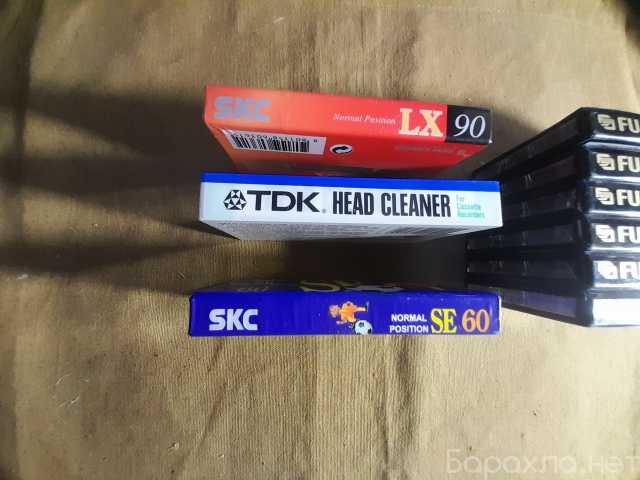 SKC Normal Position LX 90
TDK HEAD CLEANER For Cassette Recorders
SKC NORMAL POSITION SE 60
FU
FU
FU
FU
FU
Барахла.нет